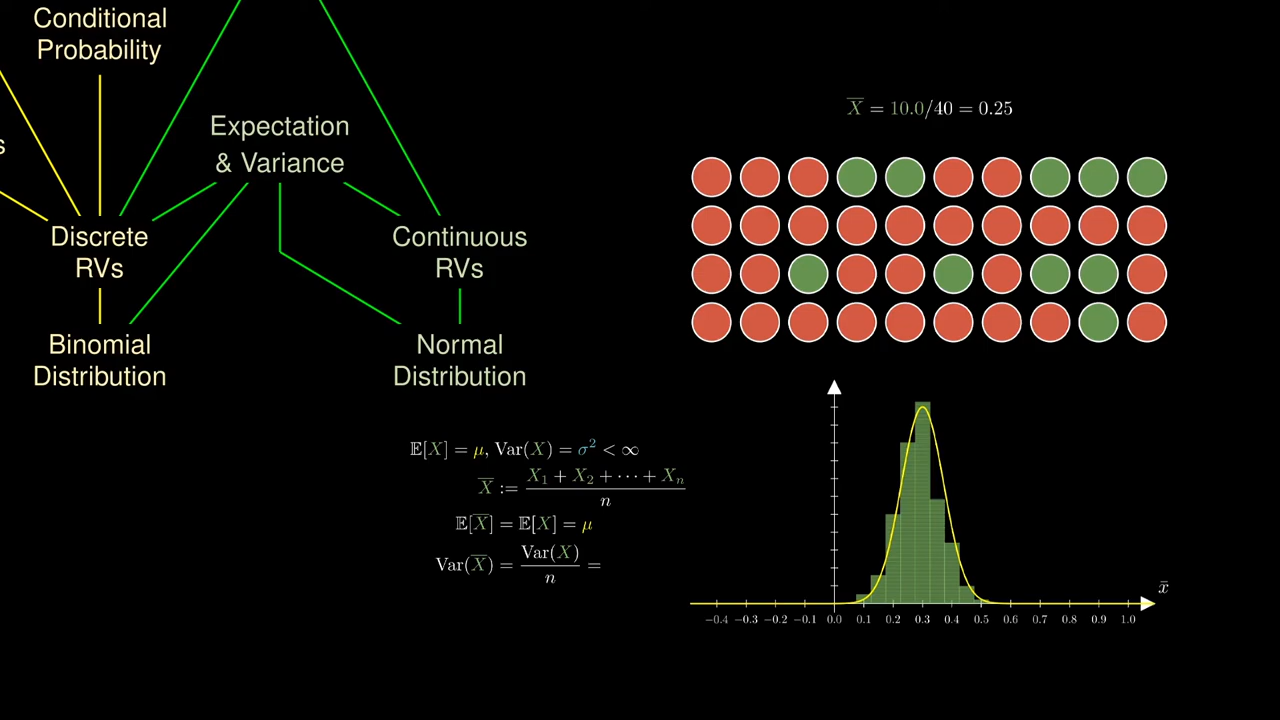 Conditional
Probability
Expectation
& Variance
s
Discrete
RVs
Continuous
RVs
Binomial
Distribution
Normal
Distribution
𝔼[X] = μ, Var(X) = σ² < ∞
X̅ := (X₁ + X₂ + ⋯ + Xₙ)/n
𝔼[X̅] = 𝔼[X] = μ
Var(X̅) = Var(X)/n =
X̅ = 10.0/40 = 0.25
x̄
−0.4 −0.3 −0.2 −0.1 0.0 0.1 0.2 0.3 0.4 0.5 0.6 0.7 0.8 0.9 1.0